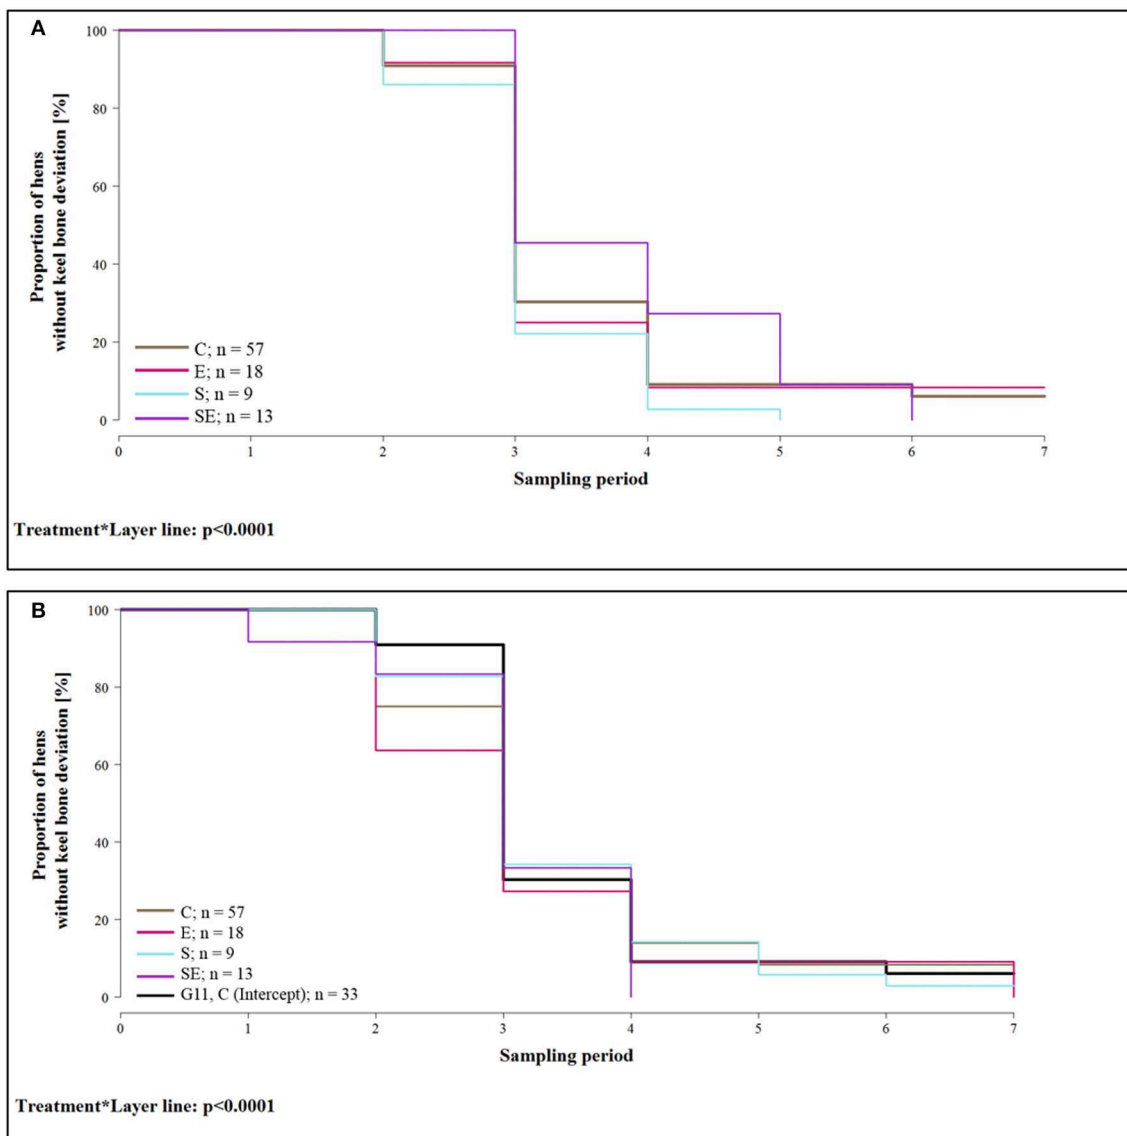 A
Proportion of hens
without keel bone deviation [%]
100
80
60
40
20
0
C; n = 57
E; n = 18
S; n = 9
SE; n = 13
0 1 2 3 4 5 6 7
Sampling period
Treatment*Layer line: p<0.0001
B
Proportion of hens
without keel bone deviation [%]
100
80
60
40
20
0
C; n = 57
E; n = 18
S; n = 9
SE; n = 13
G11, C (Intercept); n = 33
0 1 2 3 4 5 6 7
Sampling period
Treatment*Layer line: p<0.0001